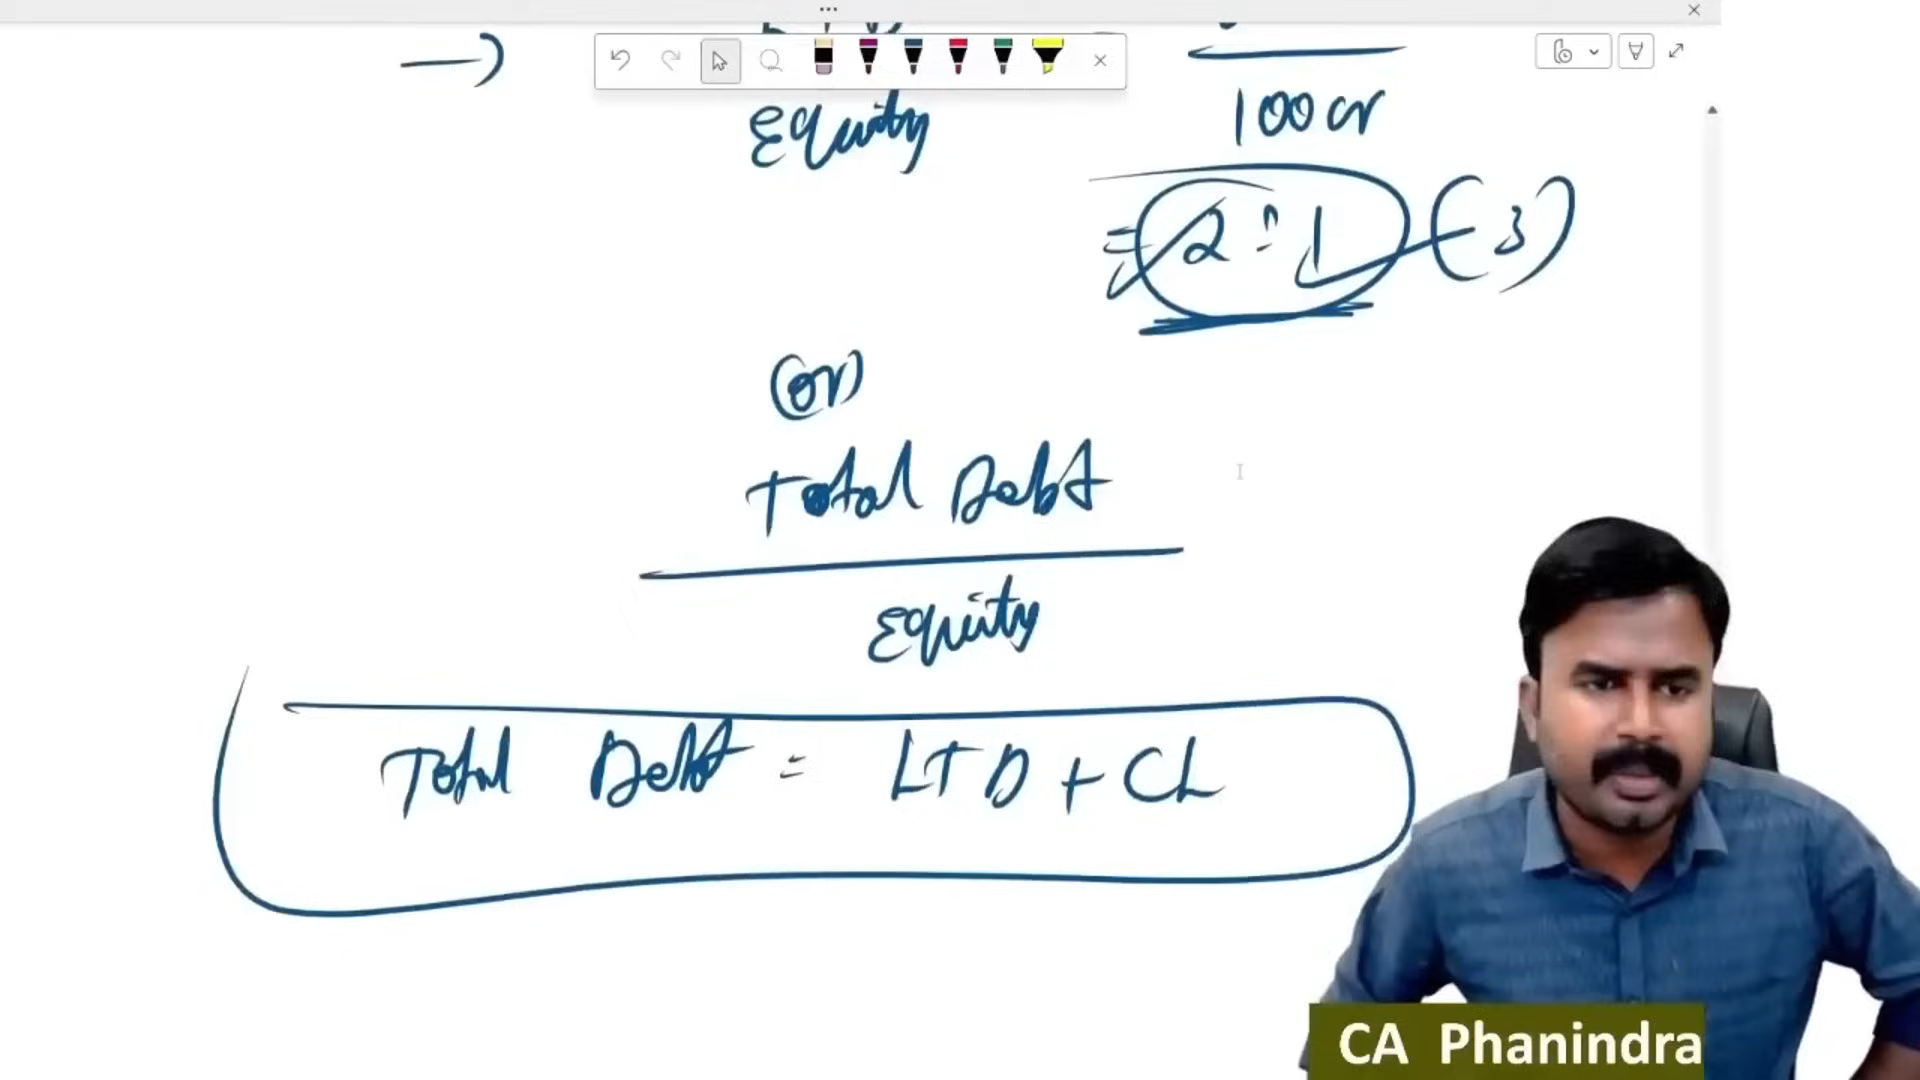 Equity
100 cr
= 2 : 1 (3)
(or)
Total Debt
Equity
Total Debt = LTD + CL
CA Phanindra